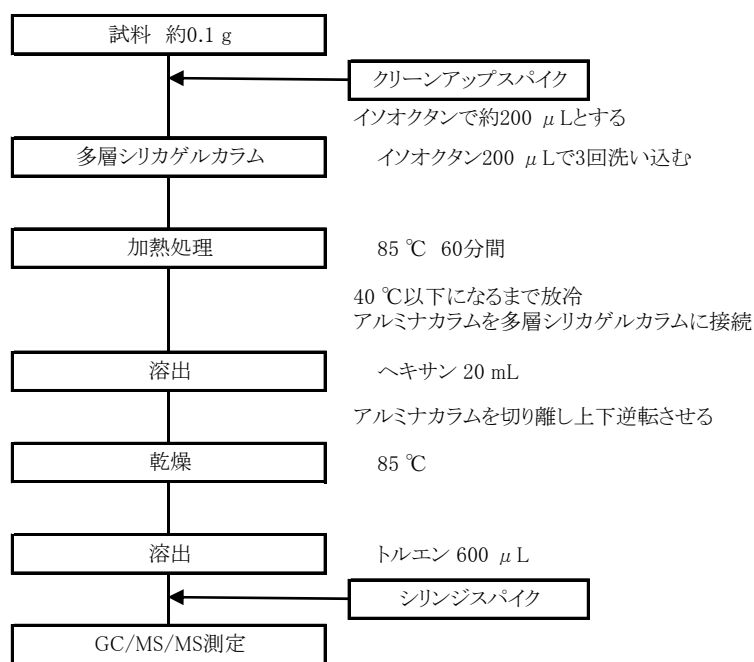 試料 約0.1 g
クリーンアップスパイク
イソオクタンで約200 μLとする
多層シリカゲルカラム
イソオクタン200 μLで3回洗い込む
加熱処理
85 ℃ 60分間
40 ℃以下になるまで放冷
アルミナカラムを多層シリカゲルカラムに接続
溶出
ヘキサン 20 mL
アルミナカラムを切り離し上下逆転させる
乾燥
85 ℃
溶出
トルエン 600 μL
シリンジスパイク
GC/MS/MS測定